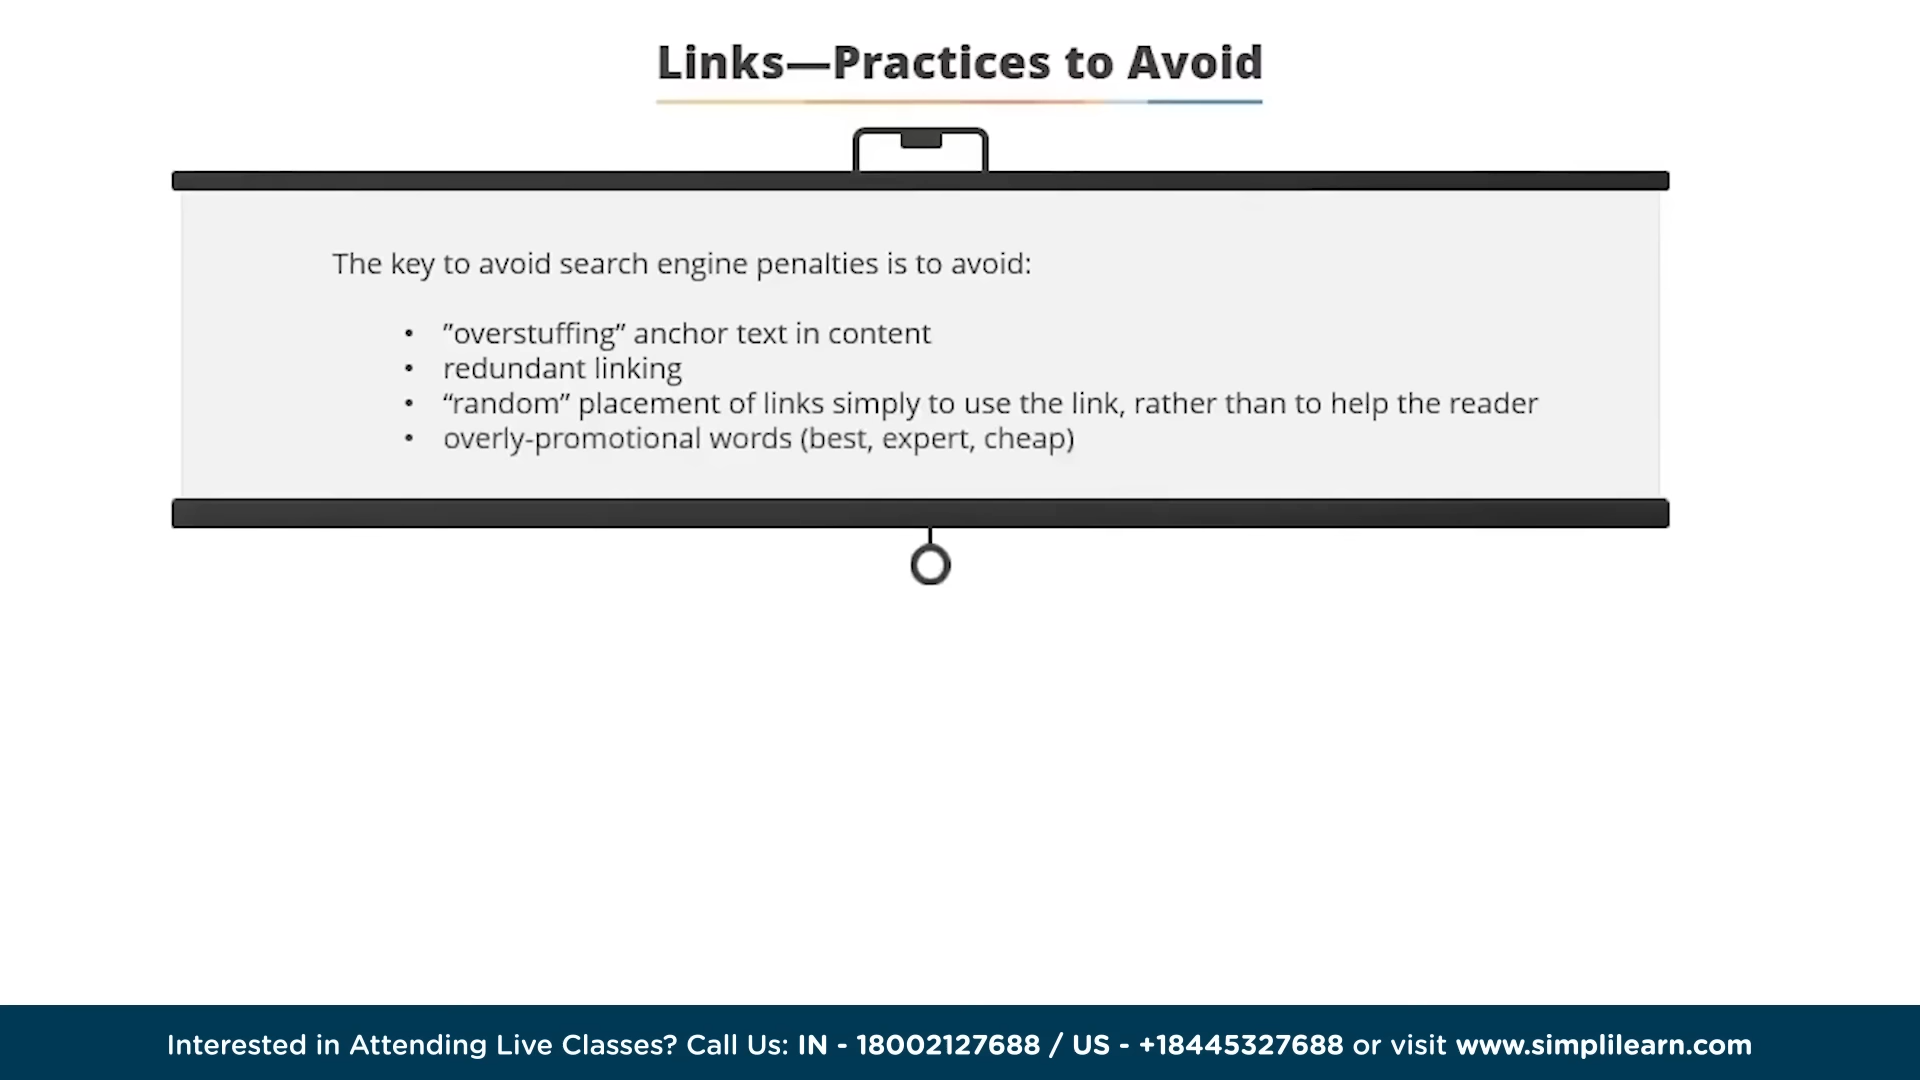 Links—Practices to Avoid
The key to avoid search engine penalties is to avoid:
• ”overstuffing” anchor text in content
• redundant linking
• “random” placement of links simply to use the link, rather than to help the reader
• overly-promotional words (best, expert, cheap)
Interested in Attending Live Classes? Call Us: IN - 18002127688 / US - +18445327688 or visit www.simplilearn.com